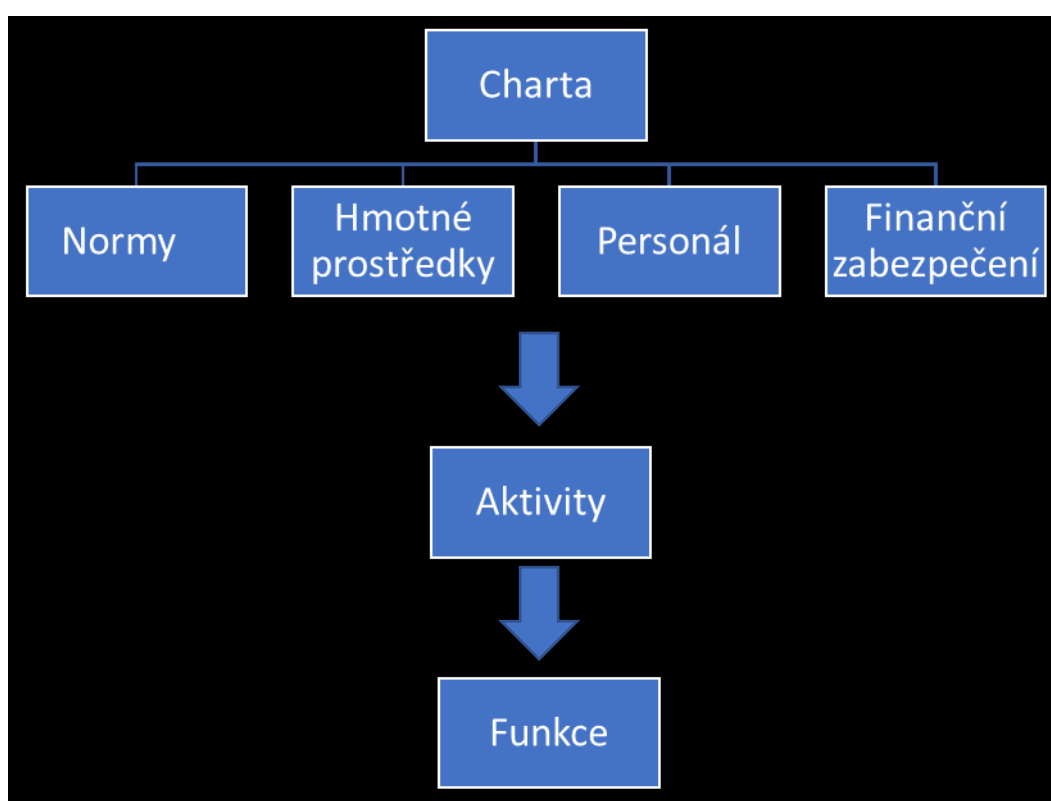 Charta
Normy
Hmotné
prostředky
Personál
Finanční
zabezpečení
Aktivity
Funkce